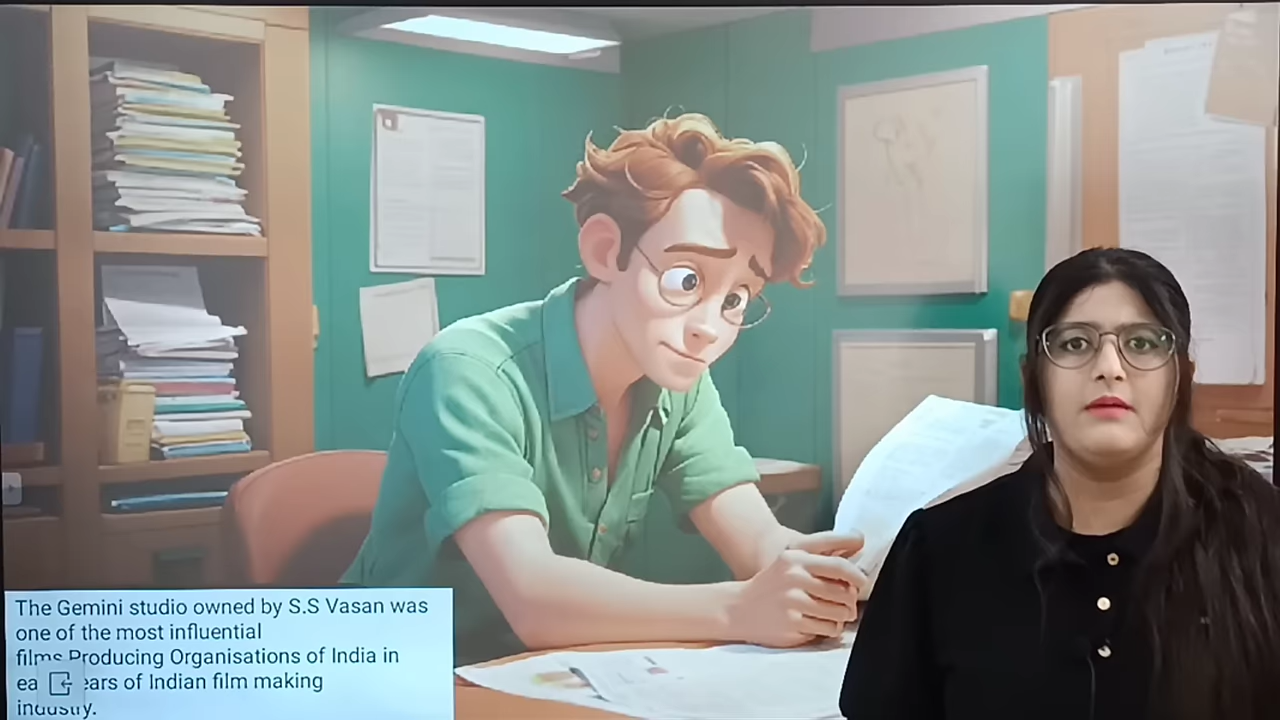 The Gemini studio owned by S.S Vasan was
one of the most influential
films Producing Organisations of India in
ears of Indian film making
industry.